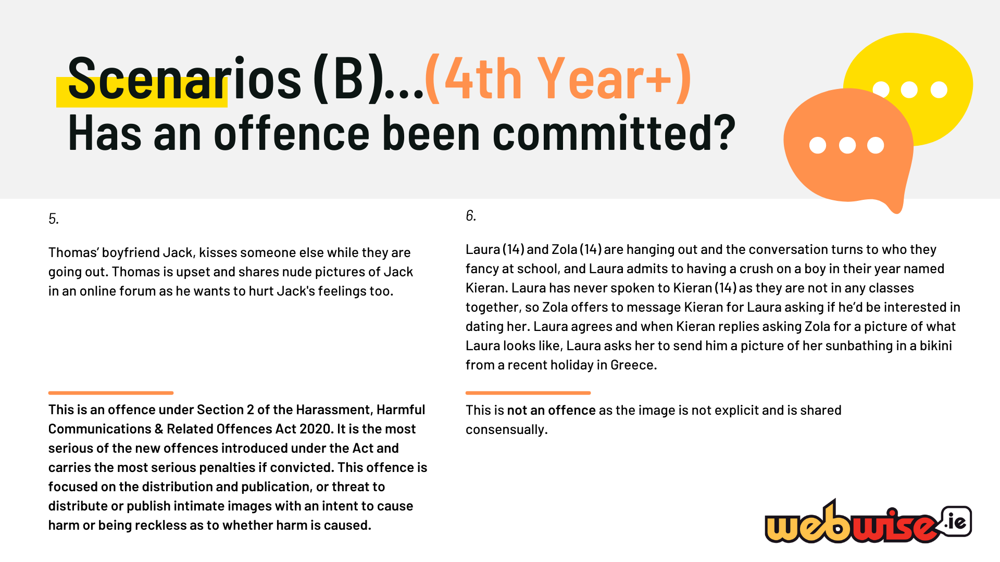 Scenarios (B)...(4th Year+)
Has an offence been committed?
5.
Thomas’ boyfriend Jack, kisses someone else while they are
going out. Thomas is upset and shares nude pictures of Jack
in an online forum as he wants to hurt Jack's feelings too.
This is an offence under Section 2 of the Harassment, Harmful
Communications & Related Offences Act 2020. It is the most
serious of the new offences introduced under the Act and
carries the most serious penalties if convicted. This offence is
focused on the distribution and publication, or threat to
distribute or publish intimate images with an intent to cause
harm or being reckless as to whether harm is caused.
6.
Laura (14) and Zola (14) are hanging out and the conversation turns to who they
fancy at school, and Laura admits to having a crush on a boy in their year named
Kieran. Laura has never spoken to Kieran (14) as they are not in any classes
together, so Zola offers to message Kieran for Laura asking if he’d be interested in
dating her. Laura agrees and when Kieran replies asking Zola for a picture of what
Laura looks like, Laura asks her to send him a picture of her sunbathing in a bikini
from a recent holiday in Greece.
This is not an offence as the image is not explicit and is shared
consensually.
webwise.ie